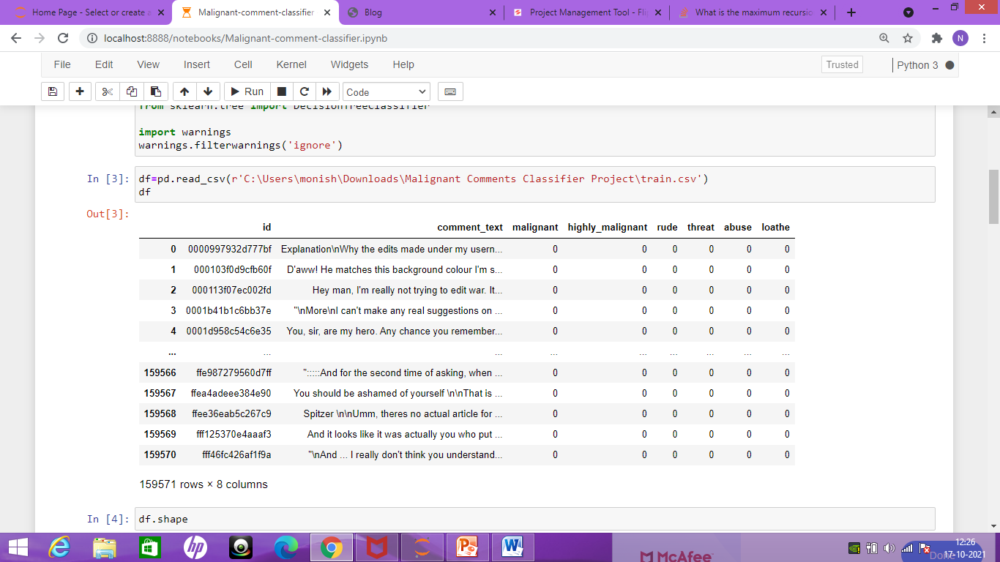 Home Page - Select or create a
Malignant-comment-classifier
Blog
Project Management Tool - Fli
What is the maximum recursio
localhost:8888/notebooks/Malignant-comment-classifier.ipynb
N
File Edit View Insert Cell Kernel Widgets Help
Trusted
Python 3
Run
Code
from sklearn.tree import DecisionTreeClassifier
import warnings
warnings.filterwarnings('ignore')
In [3]: df=pd.read_csv(r'C:\Users\monish\Downloads\Malignant Comments Classifier Project\train.csv')
df
Out[3]:
id comment_text malignant highly_malignant rude threat abuse loathe
0 0000997932d777bf Explanation\nWhy the edits made under my usern... 0 0 0 0 0 0
1 000103f0d9cfb60f D'aww! He matches this background colour I'm s... 0 0 0 0 0 0
2 000113f07ec002fd Hey man, I'm really not trying to edit war. It... 0 0 0 0 0 0
3 0001b41b1c6bb37e "\nMore\nI can't make any real suggestions on ... 0 0 0 0 0 0
4 0001d958c54c6e35 You, sir, are my hero. Any chance you remember... 0 0 0 0 0 0
... ... ... ... ... ... ... ... ...
159566 ffe987279560d7ff ":::::And for the second time of asking, when ... 0 0 0 0 0 0
159567 ffea4adeee384e90 You should be ashamed of yourself \n\nThat is ... 0 0 0 0 0 0
159568 ffee36eab5c267c9 Spitzer \n\nUmm, theres no actual article for ... 0 0 0 0 0 0
159569 fff125370e4aaaf3 And it looks like it was actually you who put ... 0 0 0 0 0 0
159570 fff46fc426af1f9a "\nAnd ... I really don't think you understand... 0 0 0 0 0 0
159571 rows × 8 columns
In [4]: df.shape
hp
McAfee
12:26
Done
17-10-2021